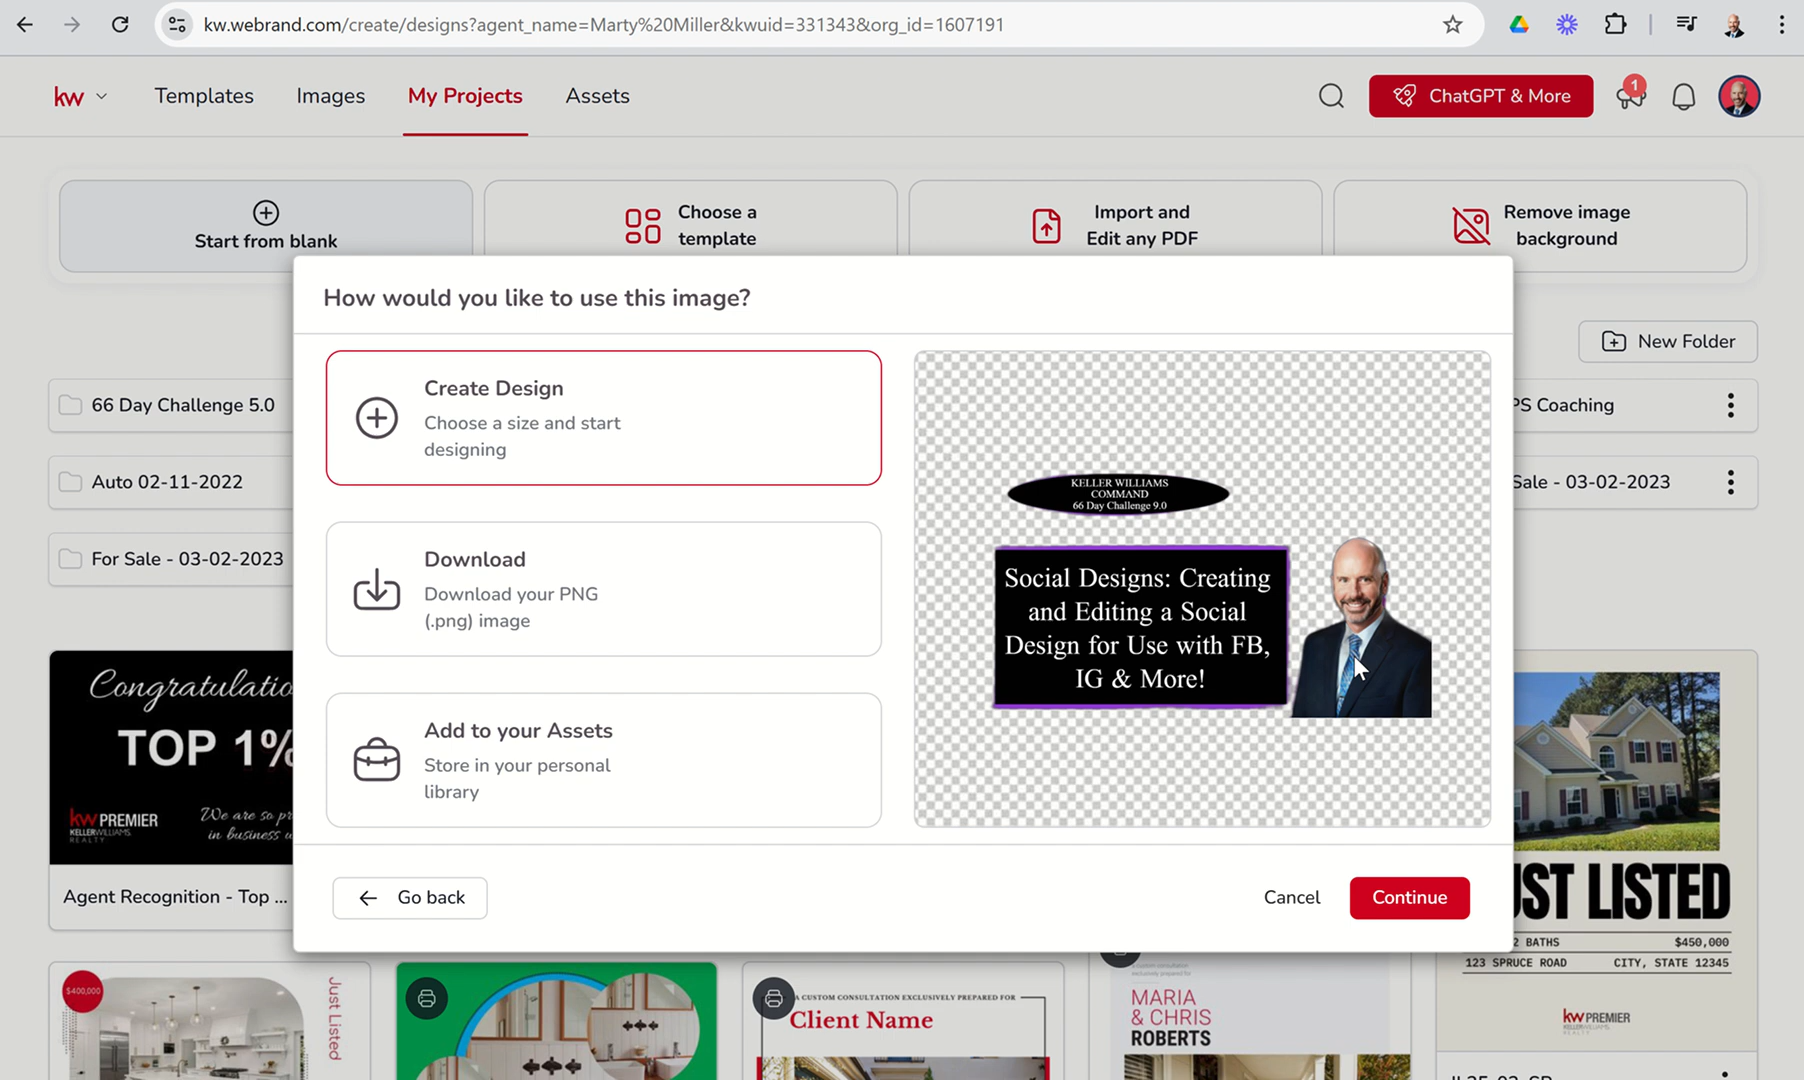 kw.webrand.com/create/designs?agent_name=Marty%20Miller&kwuid=331343&org_id=1607191
kw
Templates
Images
My Projects
Assets
ChatGPT & More
1
Start from blank
Choose a
template
Import and
Edit any PDF
Remove image
background
How would you like to use this image?
New Folder
66 Day Challenge 5.0
PS Coaching
Auto 02-11-2022
Sale - 03-02-2023
For Sale - 03-02-2023
Create Design
Choose a size and start
designing
Download
Download your PNG
(.png) image
Add to your Assets
Store in your personal
library
KELLER WILLIAMS
COMMAND
66 Day Challenge 9.0
Social Designs: Creating
and Editing a Social
Design for Use with FB,
IG & More!
Go back
Cancel
Continue
Congratulatio
TOP 1%
kw PREMIER
KELLERWILLIAMS.
REALTY
We are so pr
in business w
Agent Recognition - Top ...
UST LISTED
2 BATHS
$450,000
123 SPRUCE ROAD
CITY, STATE 12345
kw PREMIER
$400,000
Just Listed
A CUSTOM CONSULTATION EXCLUSIVELY PREPARED FOR
Client Name
exclusively prepared for
MARIA
& CHRIS
ROBERTS